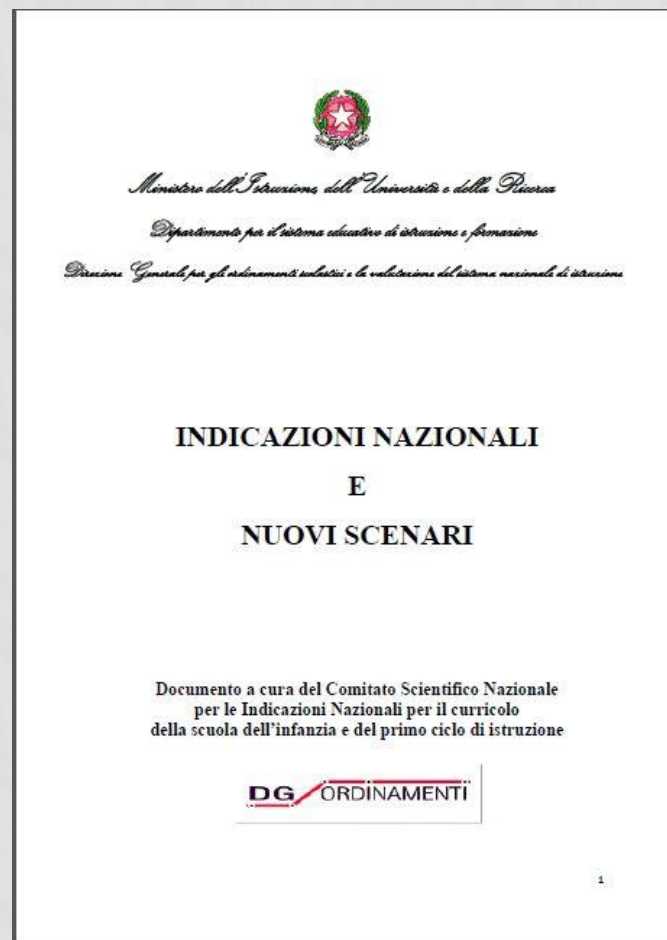 Ministero dell'Istruzione, dell'Università e della Ricerca
Dipartimento per il sistema educativo di istruzione e formazione
Direzione Generale per gli ordinamenti scolastici e la valutazione del sistema nazionale di istruzione
INDICAZIONI NAZIONALI
E
NUOVI SCENARI
Documento a cura del Comitato Scientifico Nazionale
per le Indicazioni Nazionali per il curricolo
della scuola dell'infanzia e del primo ciclo di istruzione
DG ORDINAMENTI
1